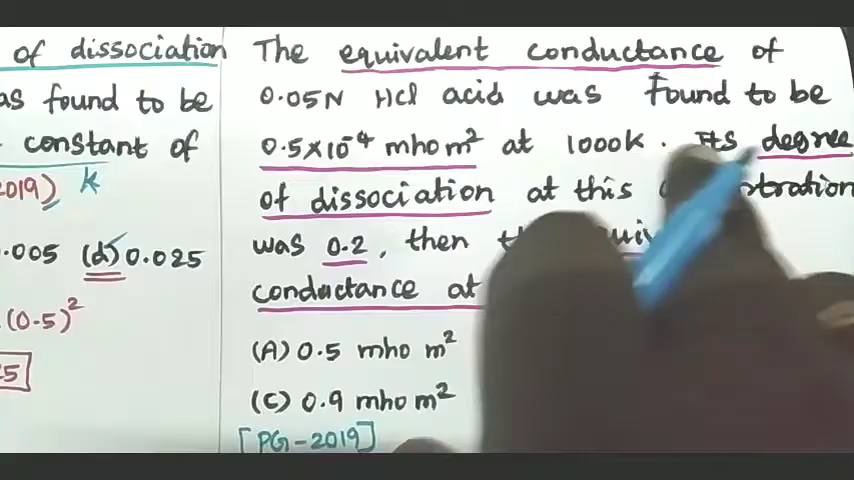 of dissociation
as found to be
constant of
2019) K
0.005 (d) 0.025
(0.5)²
The equivalent conductance of
0.05N HCl acid was found to be
0.5×10⁻⁴ mho m² at 1000K. Its degree
of dissociation at this
was 0.2, then
conductance at
(A) 0.5 mho m²
(C) 0.9 mho m²
[PG-2019]